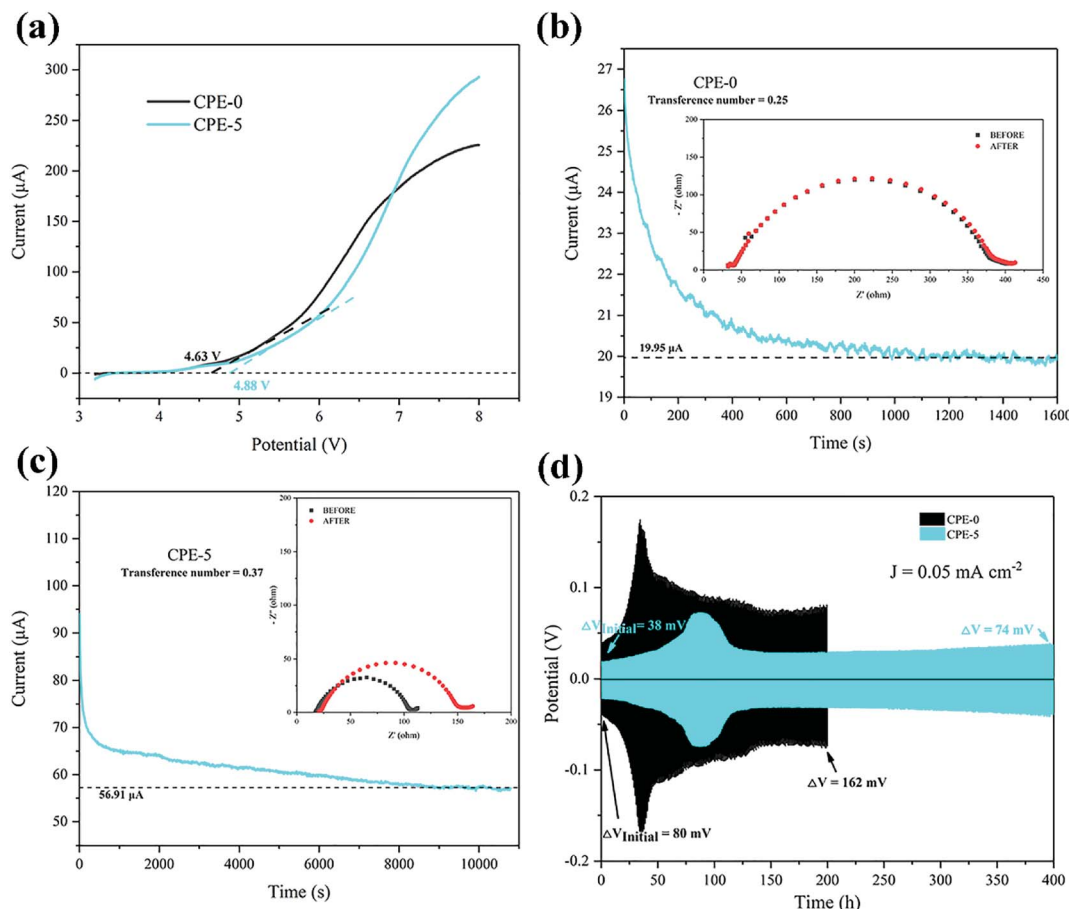 (a)
300
250
200
150
100
50
0
Current (µA)
CPE-0
CPE-5
4.63 V
4.88 V
3 4 5 6 7 8
Potential (V)
(b)
27
26
25
24
23
22
21
20
19
Current (µA)
CPE-0
Transference number = 0.25
200
150
100
50
0
- Z'' (ohm)
BEFORE
AFTER
0 50 100 150 200 250 300 350 400 450
Z' (ohm)
19.95 µA
0 200 400 600 800 1000 1200 1400 1600
Time (s)
(c)
120
110
100
90
80
70
60
50
Current (µA)
CPE-5
Transference number = 0.37
200
150
100
50
0
- Z'' (ohm)
BEFORE
AFTER
0 50 100 150 200
Z' (ohm)
56.91 µA
0 2000 4000 6000 8000 10000
Time (s)
(d)
0.2
0.1
0.0
-0.1
-0.2
Potential (V)
CPE-0
CPE-5
J = 0.05 mA cm⁻²
△VInitial = 38 mV
△V = 74 mV
△V = 162 mV
△VInitial = 80 mV
0 50 100 150 200 250 300 350 400
Time (h)